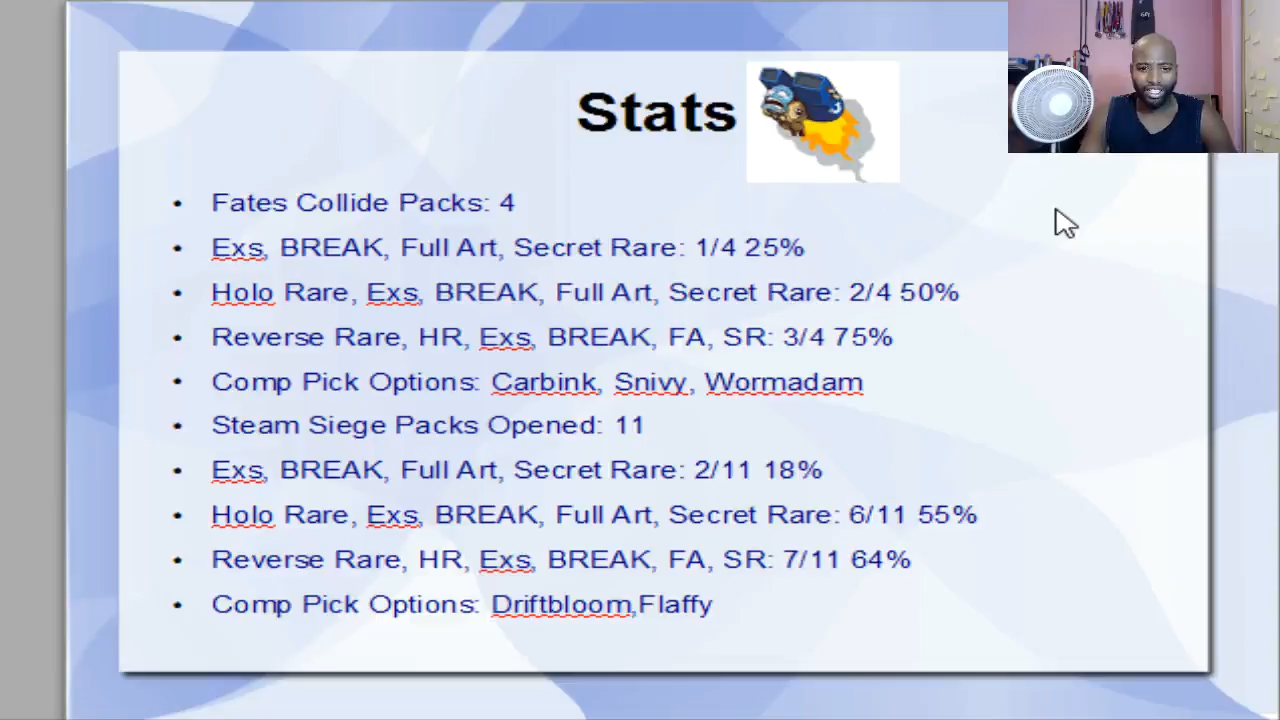 Stats
• Fates Collide Packs: 4
• Exs, BREAK, Full Art, Secret Rare: 1/4 25%
• Holo Rare, Exs, BREAK, Full Art, Secret Rare: 2/4 50%
• Reverse Rare, HR, Exs, BREAK, FA, SR: 3/4 75%
• Comp Pick Options: Carbink, Snivy, Wormadam
• Steam Siege Packs Opened: 11
• Exs, BREAK, Full Art, Secret Rare: 2/11 18%
• Holo Rare, Exs, BREAK, Full Art, Secret Rare: 6/11 55%
• Reverse Rare, HR, Exs, BREAK, FA, SR: 7/11 64%
• Comp Pick Options: Driftbloom,Flaffy